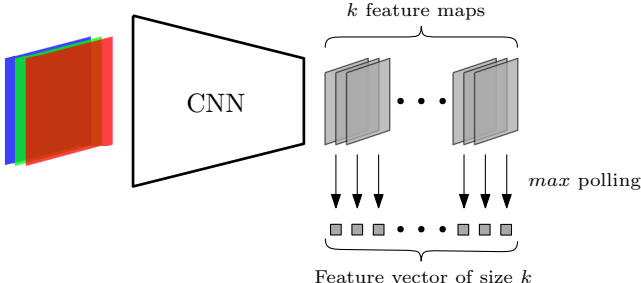 k feature maps
CNN
max polling
Feature vector of size k